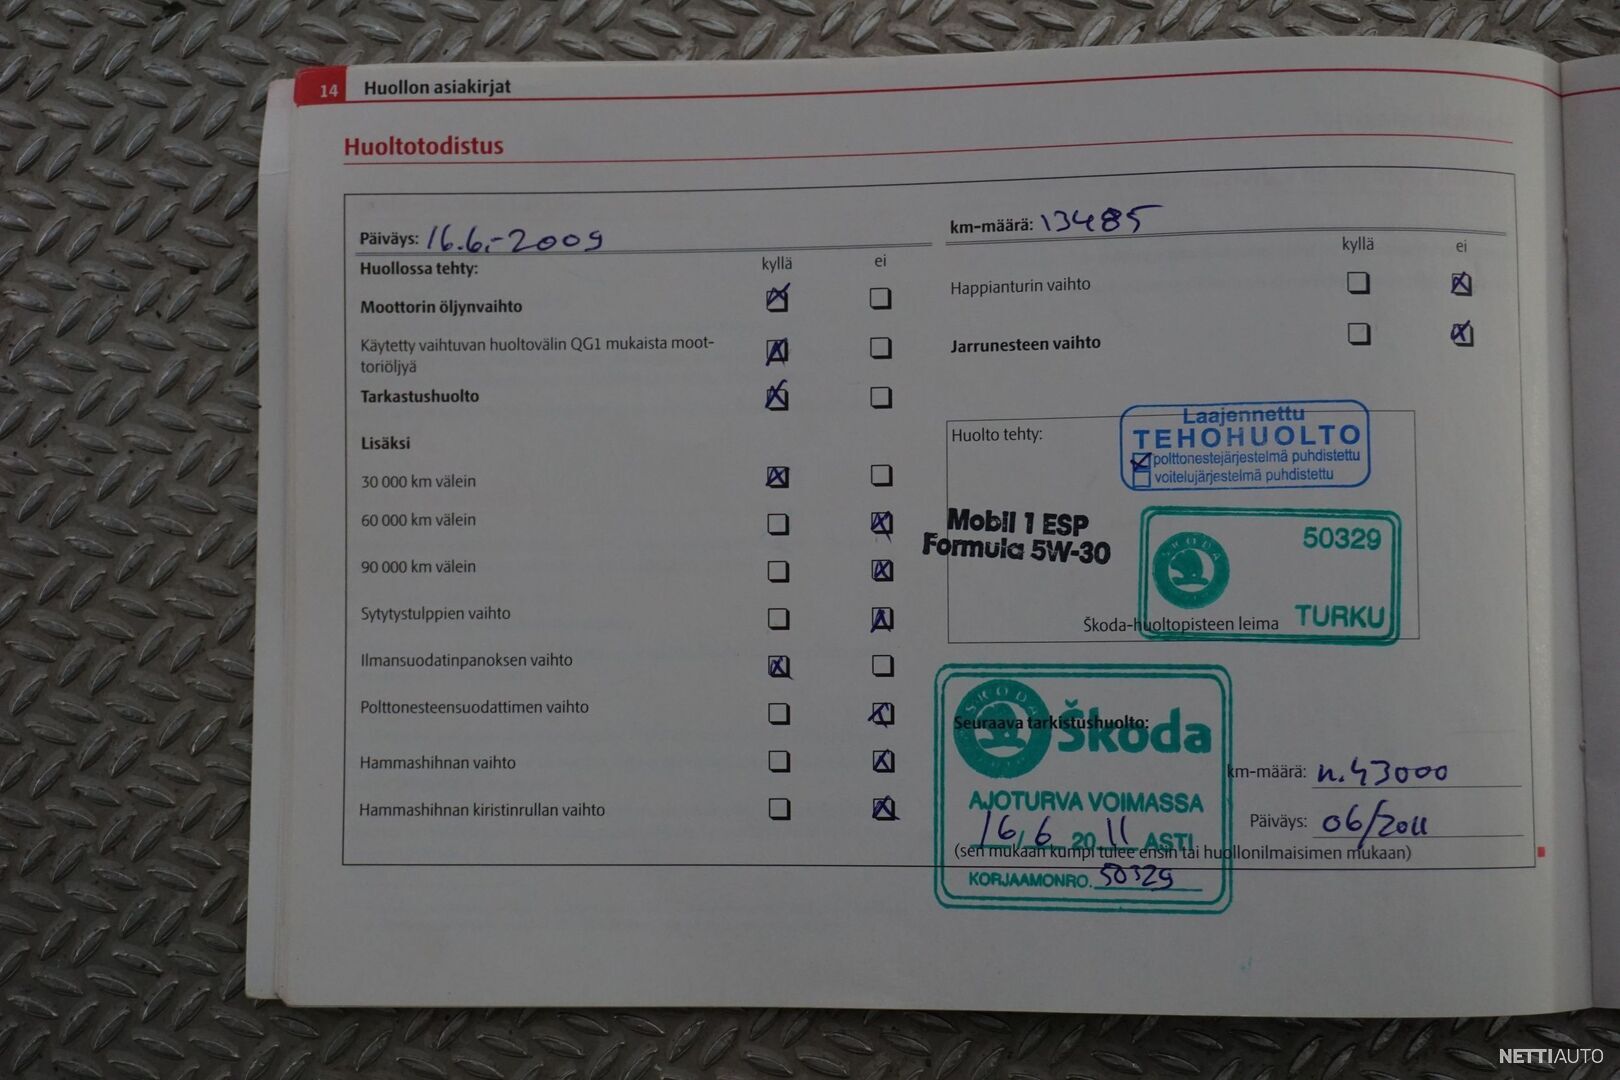 14 Huollon asiakirjat
Huoltotodistus
Päiväys: 16.6.-2009
Huollossa tehty: kyllä ei
Moottorin öljynvaihto
Käytetty vaihtuvan huoltovälin QG1 mukaista moot-
toriöljyä
Tarkastushuolto
Lisäksi
30 000 km välein
60 000 km välein
90 000 km välein
Sytytystulppien vaihto
Ilmansuodatinpanoksen vaihto
Polttonesteensuodattimen vaihto
Hammashihnan vaihto
Hammashihnan kiristinrullan vaihto
km-määrä: 13485
kyllä ei
Happianturin vaihto
Jarrunesteen vaihto
Huolto tehty:
Laajennettu
TEHOHUOLTO
polttonestejärjestelmä puhdistettu
voitelujärjestelmä puhdistettu
Mobil 1 ESP
Formula 5W-30
SKODA
50329
TURKU
Škoda-huoltopisteen leima
SKODA
Škoda
Seuraava tarkistushuolto:
km-määrä: n.43000
AJOTURVA VOIMASSA
16.6 2011 ASTI
Päiväys: 06/2011
(sen mukaan kumpi tulee ensin tai huollonilmaisimen mukaan)
KORJAAMONRO. 50329
NETTIAUTO